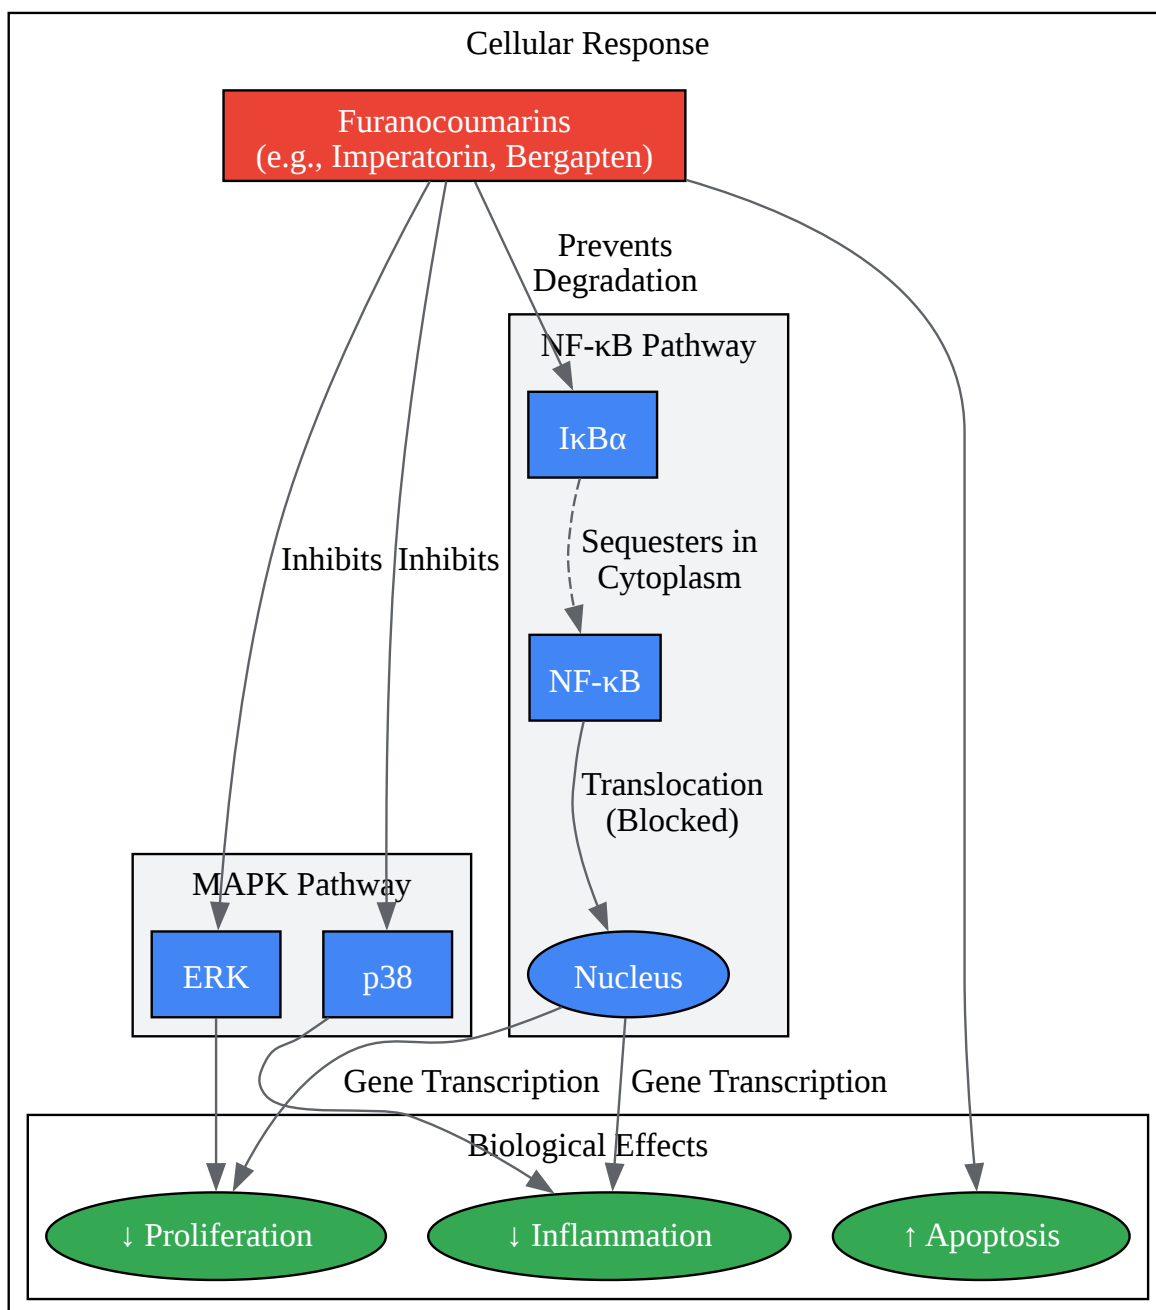 Cellular Response
Furanocoumarins
(e.g., Imperatorin, Bergapten)
Prevents
Degradation
NF-κB Pathway
IκBα
Inhibits
Inhibits
Sequesters in
Cytoplasm
NF-κB
Translocation
(Blocked)
MAPK Pathway
ERK
p38
Nucleus
Gene Transcription
Gene Transcription
Biological Effects
↓ Proliferation
↓ Inflammation
↑ Apoptosis